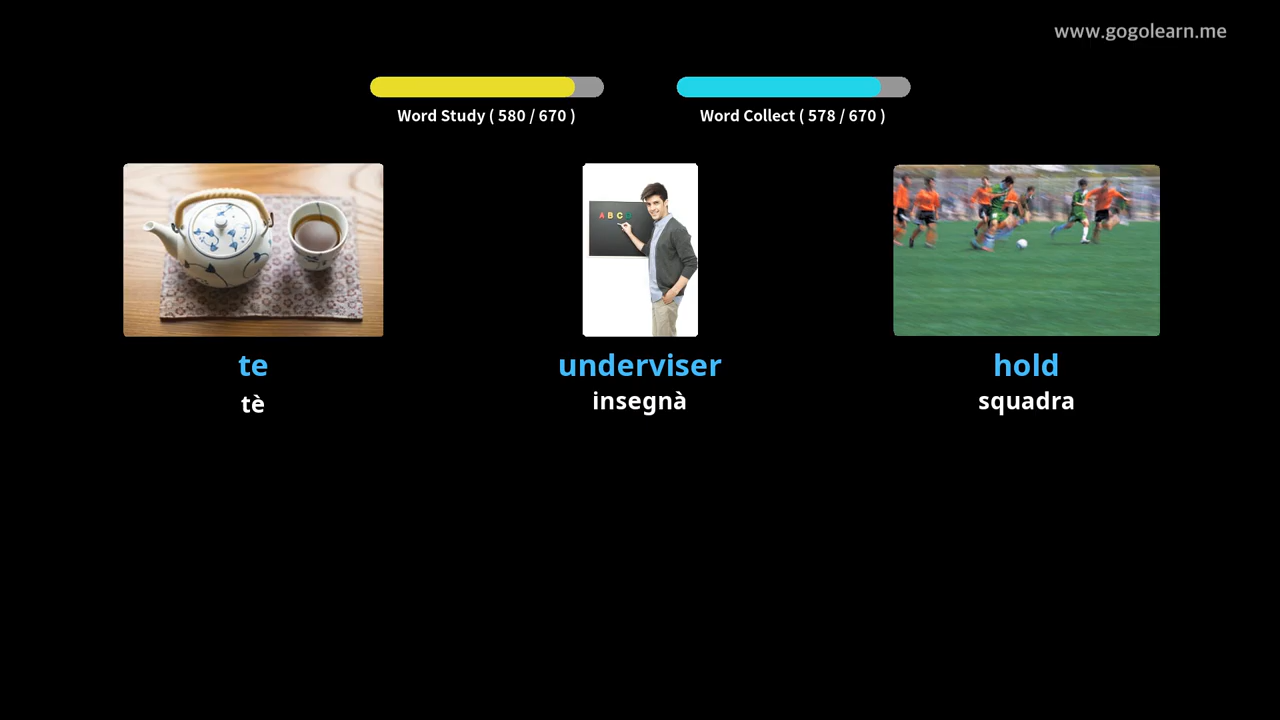 www.gogolearn.me
Word Study ( 580 / 670 )
Word Collect ( 578 / 670 )
A B C
te
underviser
hold
tè
insegnà
squadra